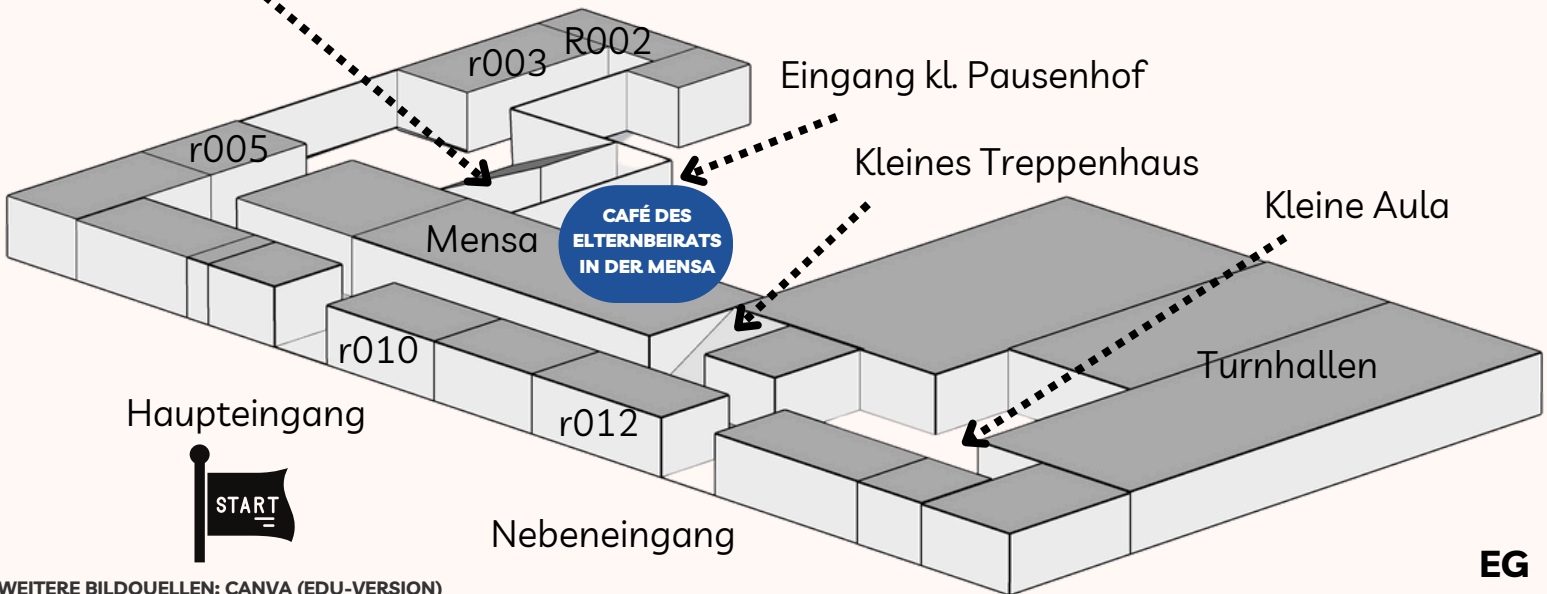 R002
r003
Eingang kl. Pausenhof
r005
Kleines Treppenhaus
Kleine Aula
CAFÉ DES
ELTERNBEIRATS
IN DER MENSA
Mensa
r010
Turnhallen
Haupteingang
r012
START
Nebeneingang
EG
WEITERE BILDQUELLEN: CANVA (EDU-VERSION)